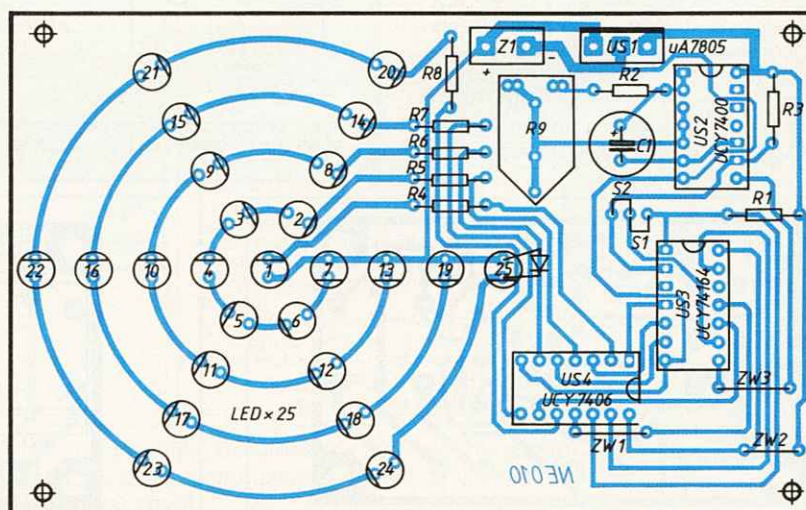 Z1
+ -
US1
uA7805
21
20
R8
R2
15
14
R7
R9
+
C1
US2
UCY7400
R3
9
8
R6
R5
R4
3
2
S2
S1
R1
22
16
10
4
1
7
13
19
25
5
6
US3
UCY74164
11
12
US4
UCY7406
ZW3
LED×25
17
18
ZW1
ZW2
23
24
NE010